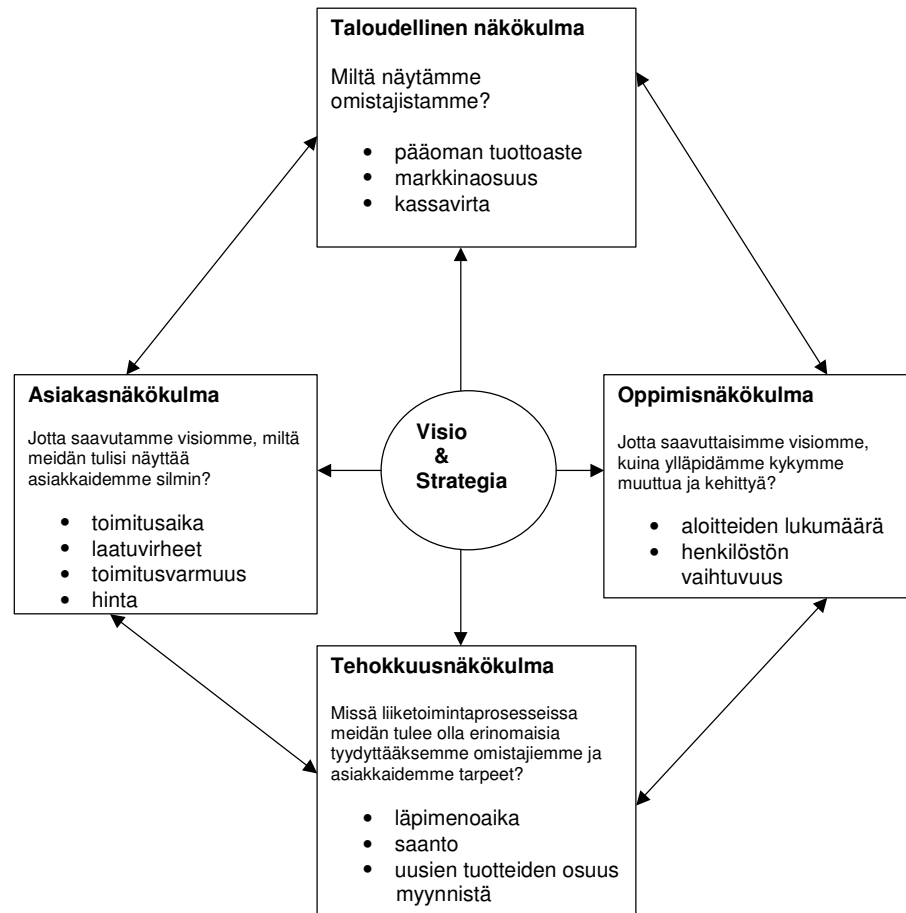 Taloudellinen näkökulma
Miltä näytämme
omistajistamme?
• pääoman tuottoaste
• markkinaosuus
• kassavirta
Asiakasnäkökulma
Jotta saavutamme visiomme, miltä
meidän tulisi näyttää
asiakkaidemme silmin?
• toimitusaika
• laatuvirheet
• toimitusvarmuus
• hinta
Visio
&
Strategia
Oppimisnäkökulma
Jotta saavuttaisimme visiomme,
kuina ylläpidämme kykymme
muuttua ja kehittyä?
• aloitteiden lukumäärä
• henkilöstön
vaihtuvuus
Tehokkuusnäkökulma
Missä liiketoimintaprosesseissa
meidän tulee olla erinomaisia
tyydyttääksemme omistajiemme ja
asiakkaidemme tarpeet?
• läpimenoaika
• saanto
• uusien tuotteiden osuus
myynnistä